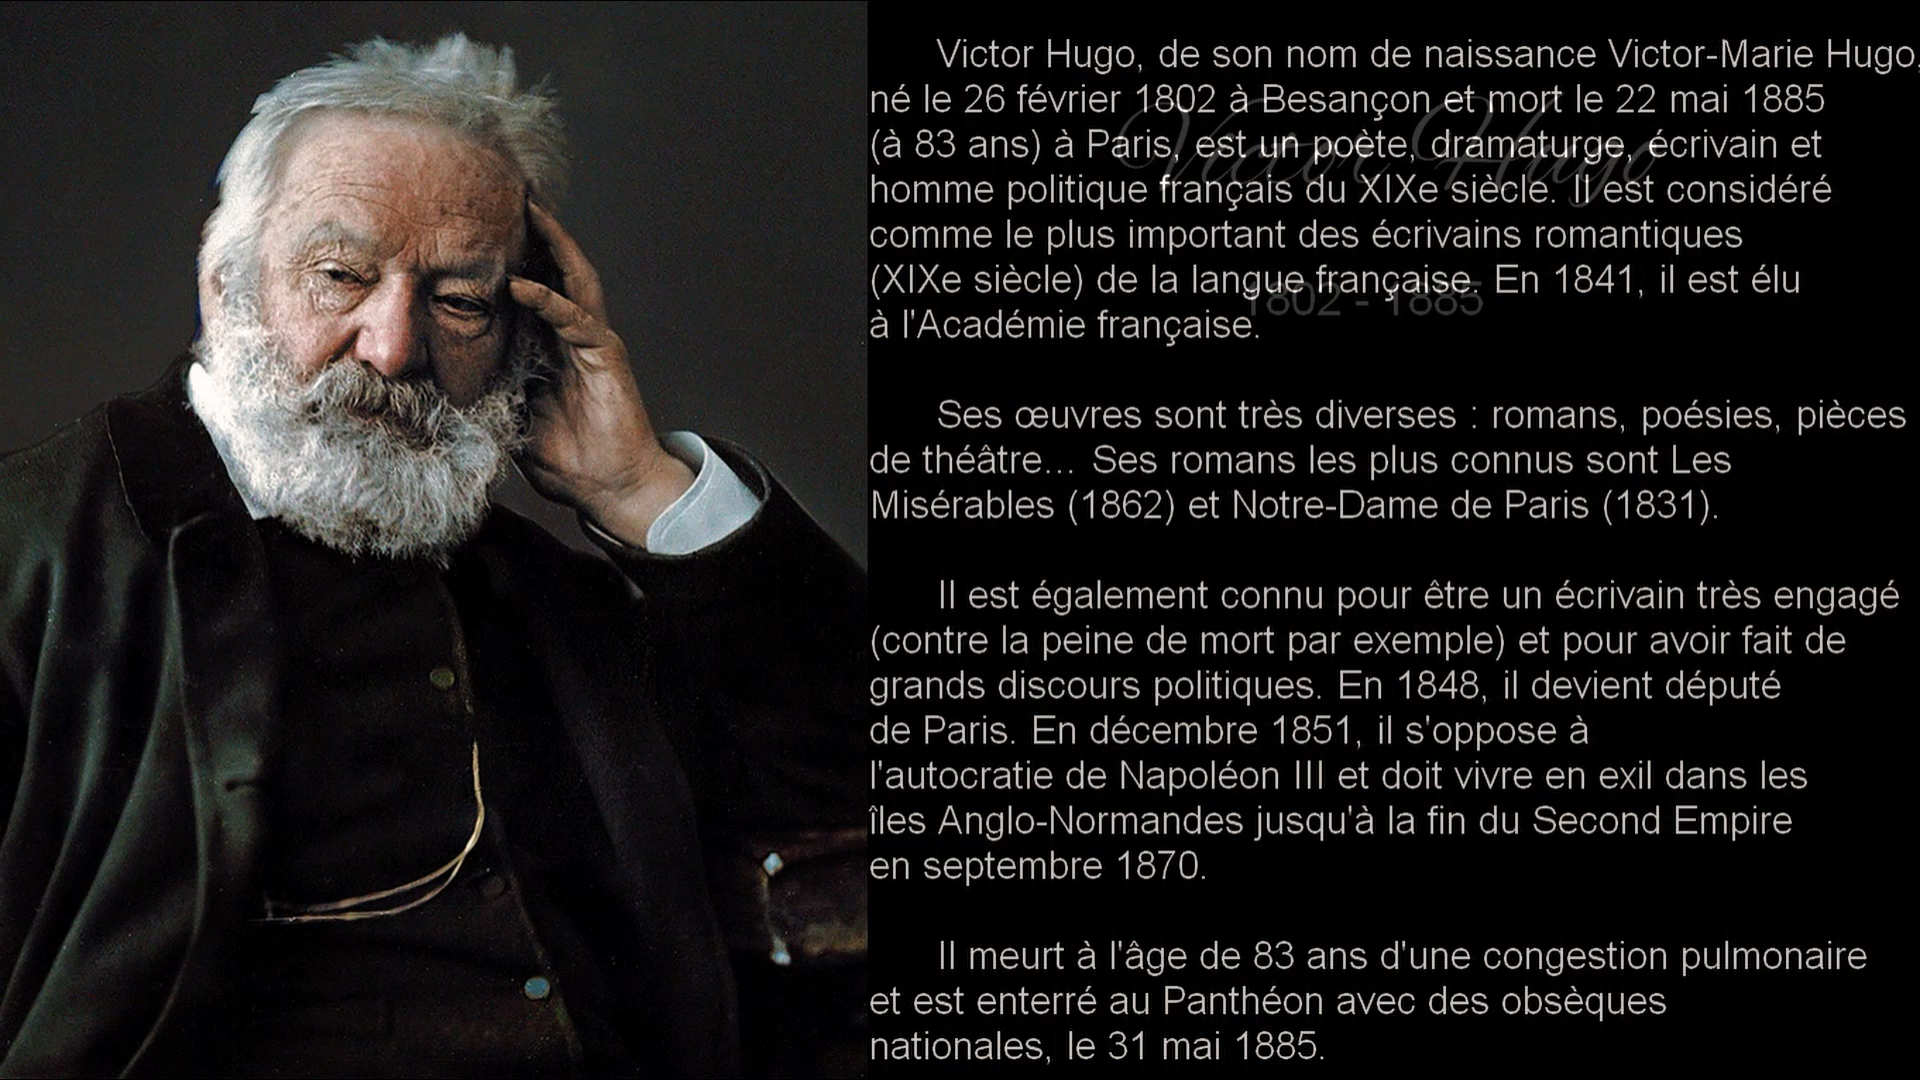 Victor Hugo, de son nom de naissance Victor-Marie Hugo,
né le 26 février 1802 à Besançon et mort le 22 mai 1885
(à 83 ans) à Paris, est un poète, dramaturge, écrivain et
homme politique français du XIXe siècle. Il est considéré
comme le plus important des écrivains romantiques
(XIXe siècle) de la langue française. En 1841, il est élu
à l'Académie française.
Ses œuvres sont très diverses : romans, poésies, pièces
de théâtre... Ses romans les plus connus sont Les
Misérables (1862) et Notre-Dame de Paris (1831).
Il est également connu pour être un écrivain très engagé
(contre la peine de mort par exemple) et pour avoir fait de
grands discours politiques. En 1848, il devient député
de Paris. En décembre 1851, il s'oppose à
l'autocratie de Napoléon III et doit vivre en exil dans les
îles Anglo-Normandes jusqu'à la fin du Second Empire
en septembre 1870.
Il meurt à l'âge de 83 ans d'une congestion pulmonaire
et est enterré au Panthéon avec des obsèques
nationales, le 31 mai 1885.
Victor Hugo
1802 - 1885